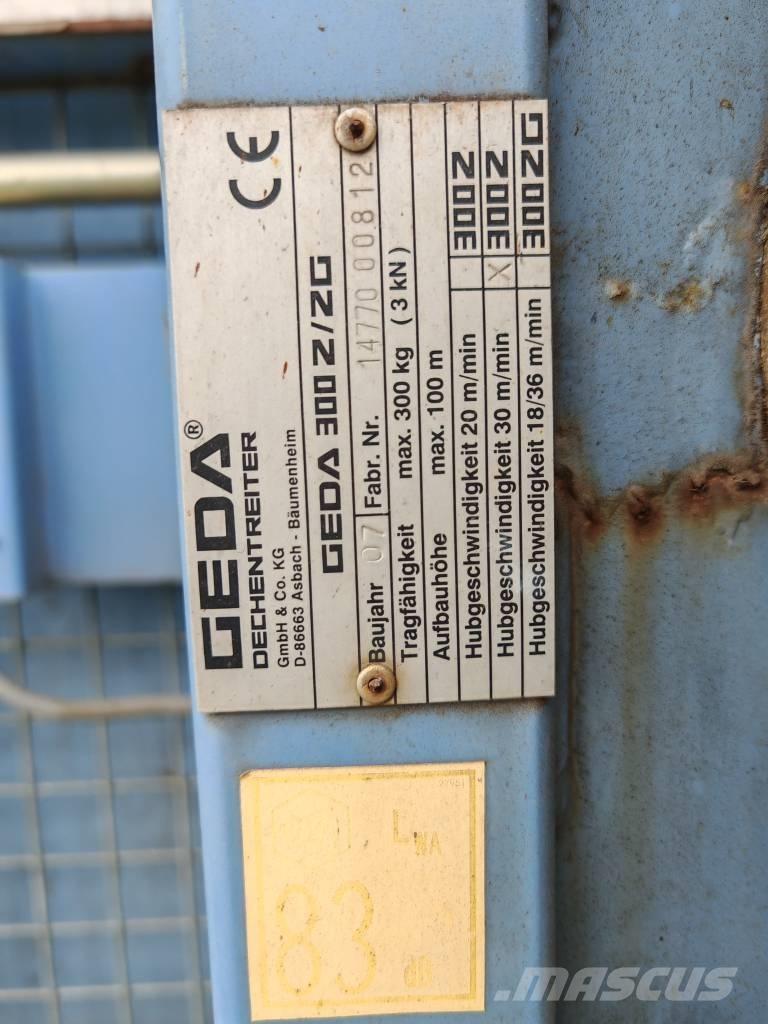 GEDA®
DECHENTREITER
GmbH & Co. KG
D-86663 Asbach - Bäumenheim
CE
GEDA 300 Z/ZG
Baujahr 07 Fabr. Nr. 14770 00812
Tragfähigkeit max. 300 kg ( 3 kN )
Aufbauhöhe max. 100 m
Hubgeschwindigkeit 20 m/min 300Z
Hubgeschwindigkeit 30 m/min X 300Z
Hubgeschwindigkeit 18/36 m/min 300ZG
LWA
83
dB
MASCUS